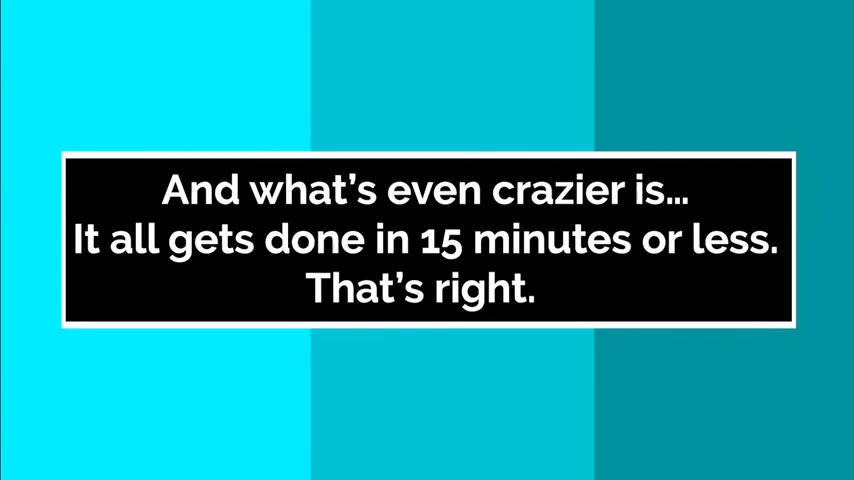 And what’s even crazier is...
It all gets done in 15 minutes or less.
That’s right.